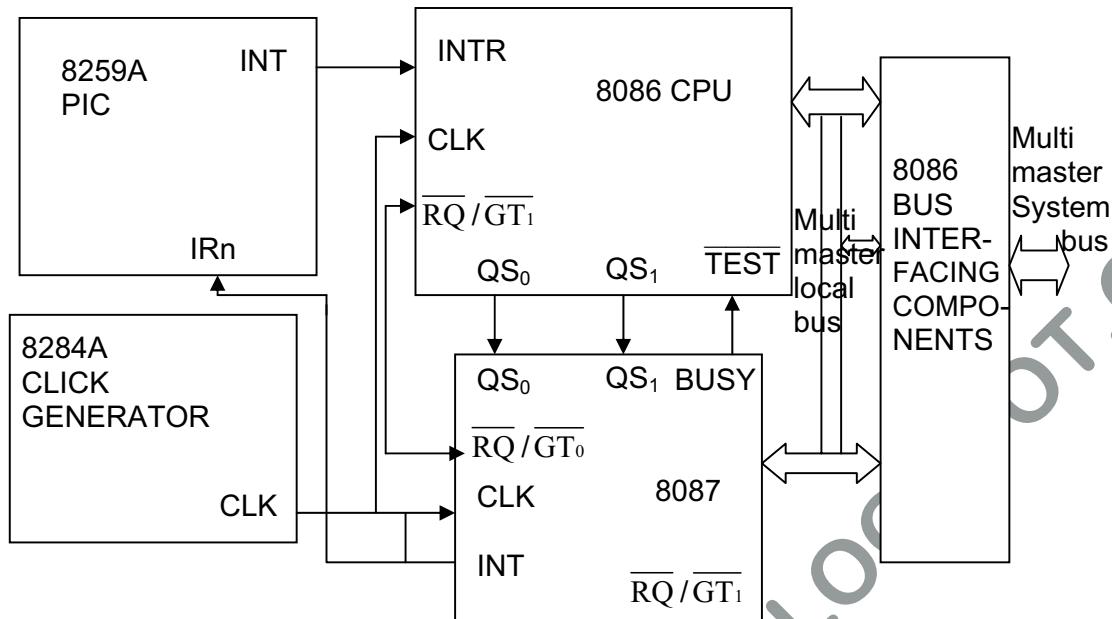 8259A
PIC
INT
IRn
INTR
8086 CPU
CLK
RQ / GT₁
QS₀ QS₁ TEST
8284A
CLICK
GENERATOR
CLK
QS₀ QS₁ BUSY
RQ / GT₀
CLK
8087
INT
RQ / GT₁
Multi
master
local
bus
8086
BUS
INTER-
FACING
COMPO-
NENTS
Multi
master
System
bus